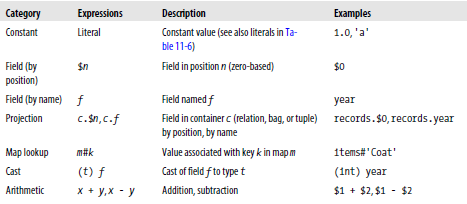 Category Expressions Description Examples
Constant Literal Constant value (see also literals in Ta- 1.0, 'a'
ble 11-6)
Field (by $n Field in position n (zero-based) $0
position)
Field (by name) f Field named f year
Projection c.$n, c.f Field in container c (relation, bag, or tuple) records.$0, records.year
by position, by name
Map lookup m#k Value associated with key k in map m items#'Coat'
Cast (t) f Cast of field f to type t (int) year
Arithmetic x + y, x - y Addition, subtraction $1 + $2, $1 - $2